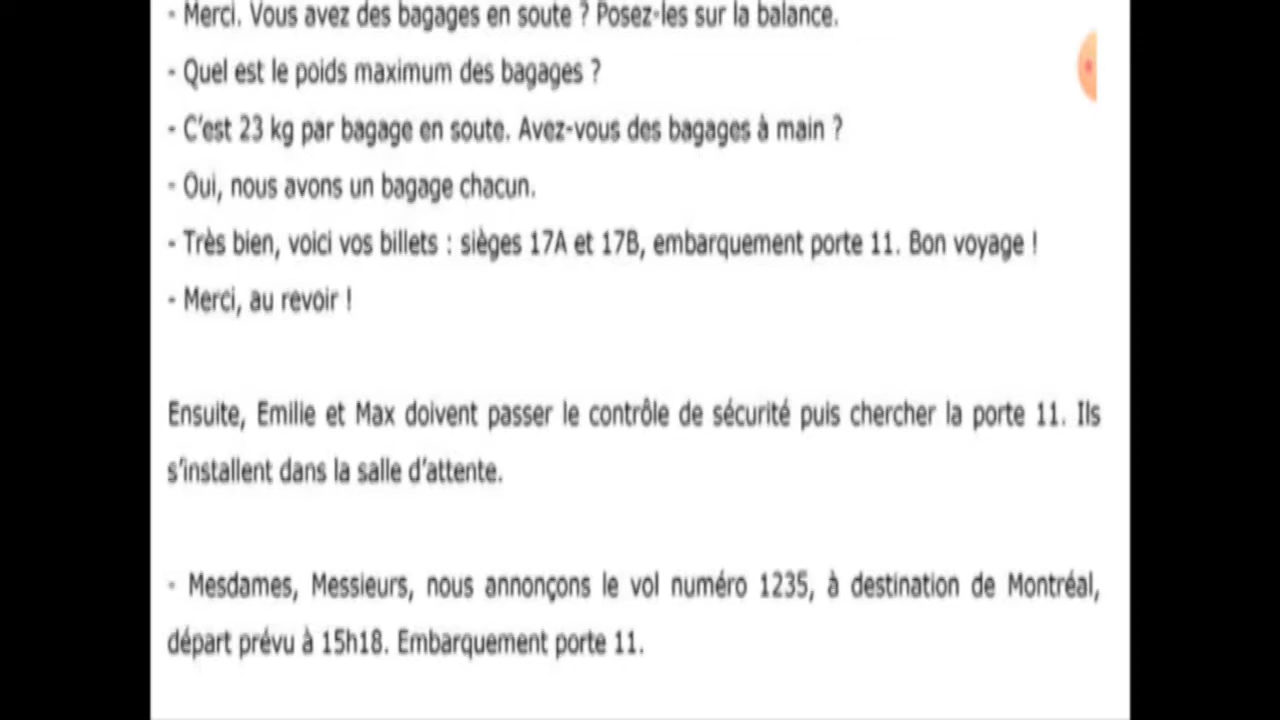 - Merci. Vous avez des bagages en soute ? Posez-les sur la balance.
- Quel est le poids maximum des bagages ?
- C'est 23 kg par bagage en soute. Avez-vous des bagages à main ?
- Oui, nous avons un bagage chacun.
- Très bien, voici vos billets : sièges 17A et 17B, embarquement porte 11. Bon voyage !
- Merci, au revoir !
Ensuite, Emilie et Max doivent passer le contrôle de sécurité puis chercher la porte 11. Ils
s'installent dans la salle d'attente.
- Mesdames, Messieurs, nous annonçons le vol numéro 1235, à destination de Montréal,
départ prévu à 15h18. Embarquement porte 11.